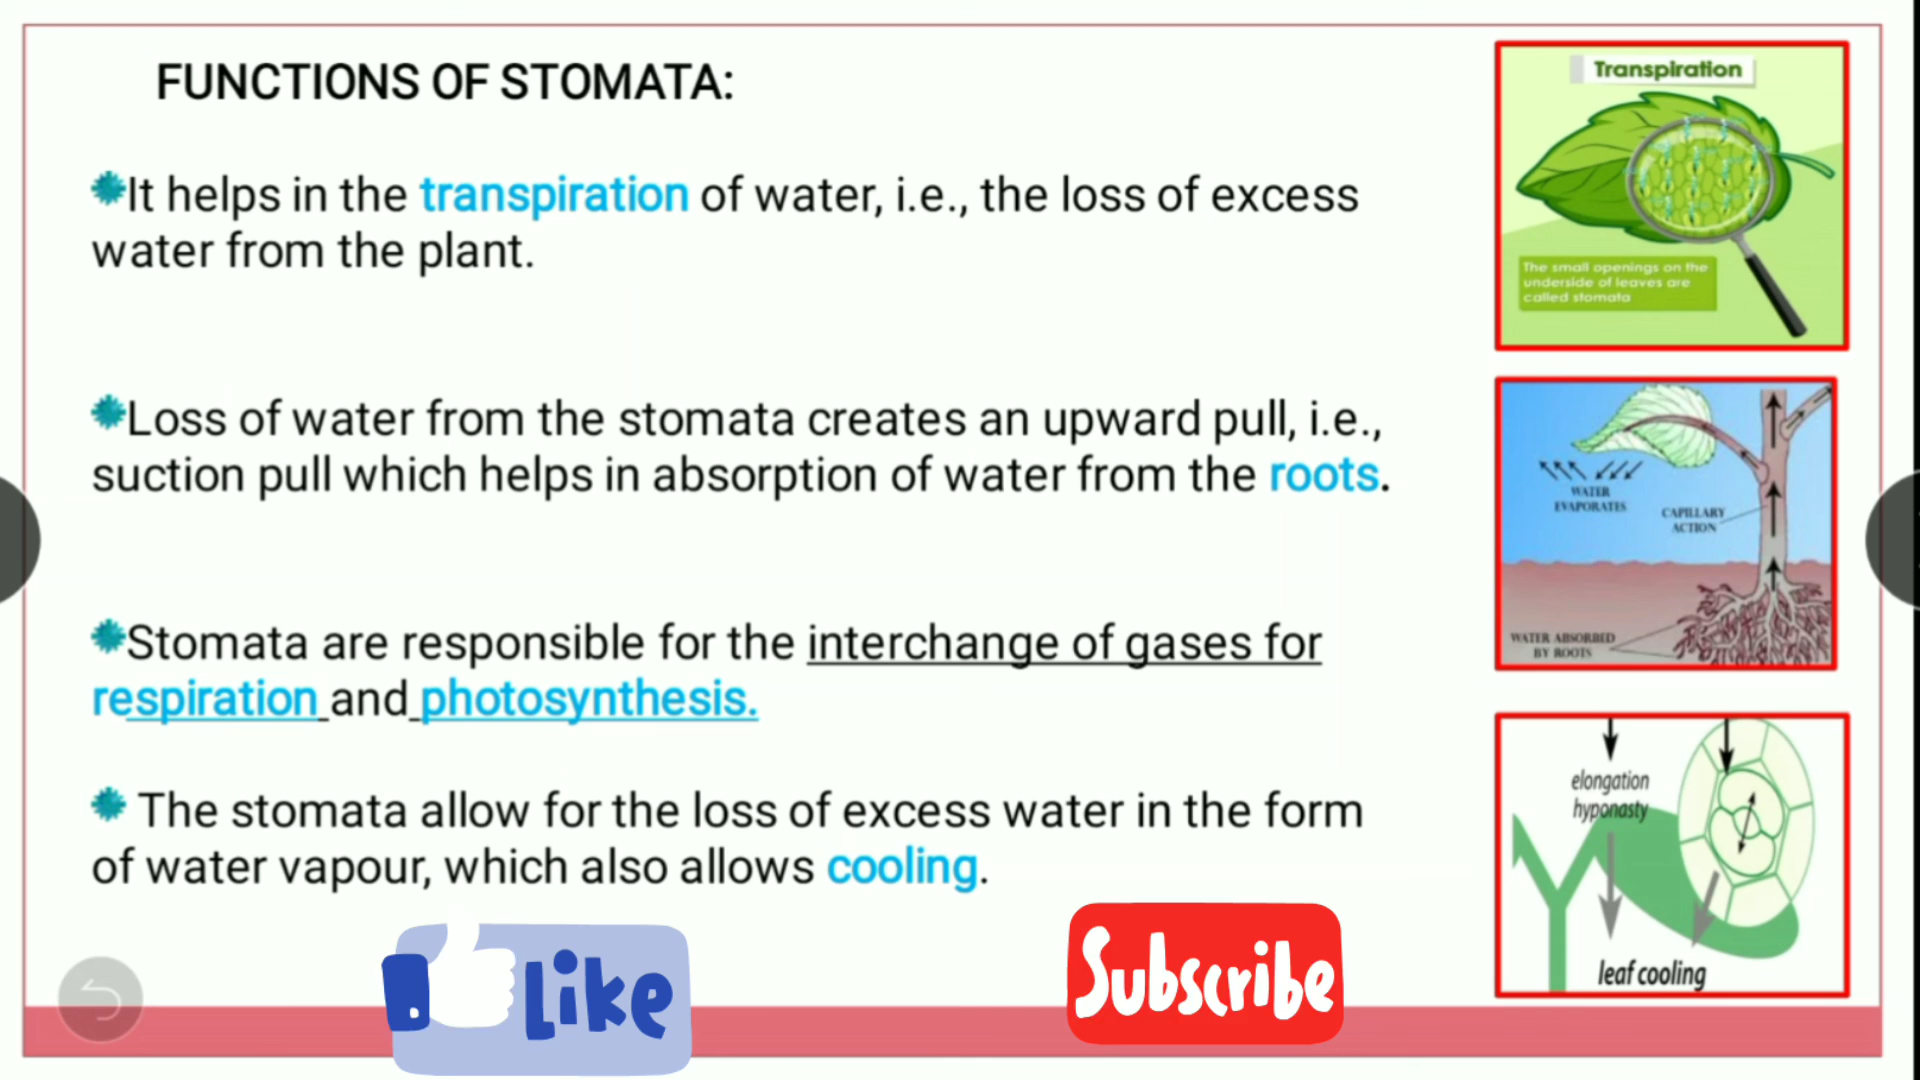 FUNCTIONS OF STOMATA:
It helps in the transpiration of water, i.e., the loss of excess
water from the plant.
Loss of water from the stomata creates an upward pull, i.e.,
suction pull which helps in absorption of water from the roots.
Stomata are responsible for the interchange of gases for
respiration and photosynthesis.
The stomata allow for the loss of excess water in the form
of water vapour, which also allows cooling.
Like
Subscribe
Transpiration
The small openings on the
underside of leaves are
called stomata
WATER
EVAPORATES
CAPILLARY
ACTION
WATER ABSORBED
BY ROOTS
elongation
hyponasty
leaf cooling